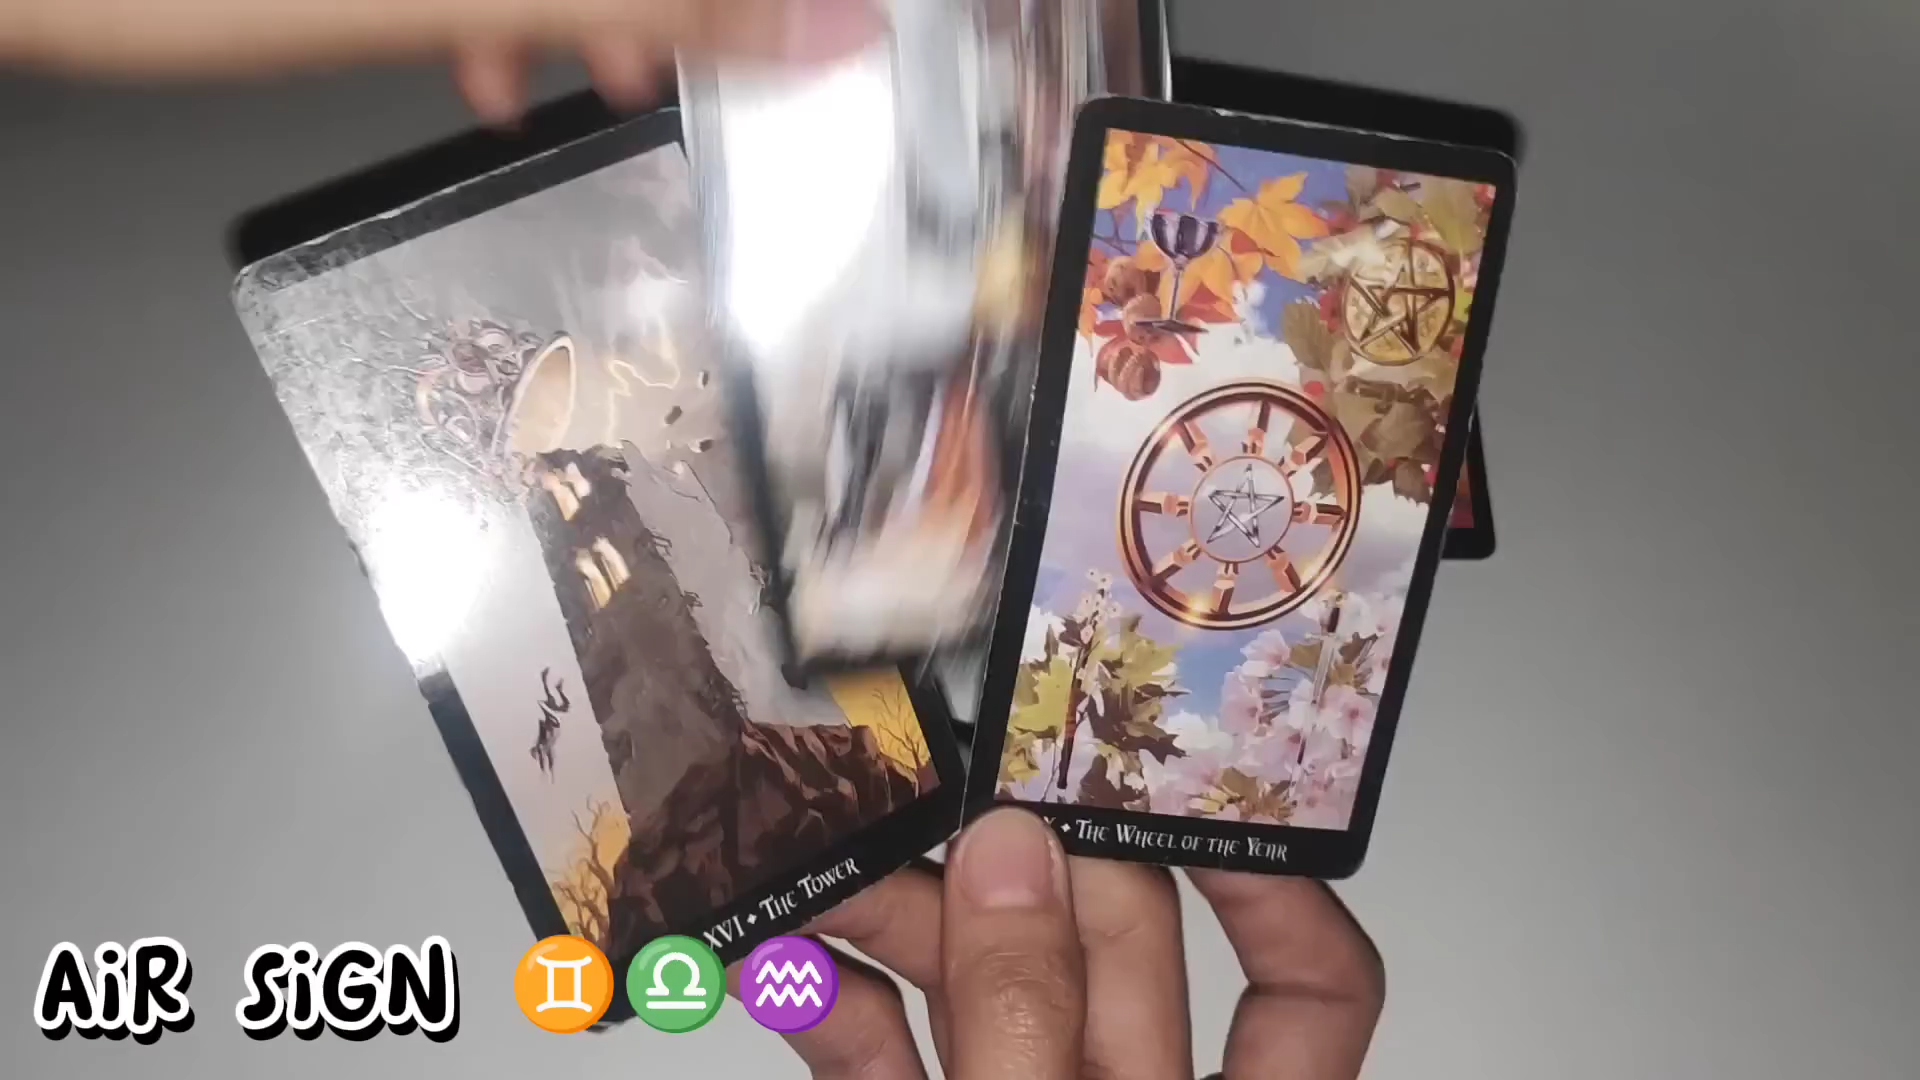 XVI ⬩ THE TOWER
X ⬩ THE WHEEL OF THE YEAR
AiR SiGN ♊♎♒